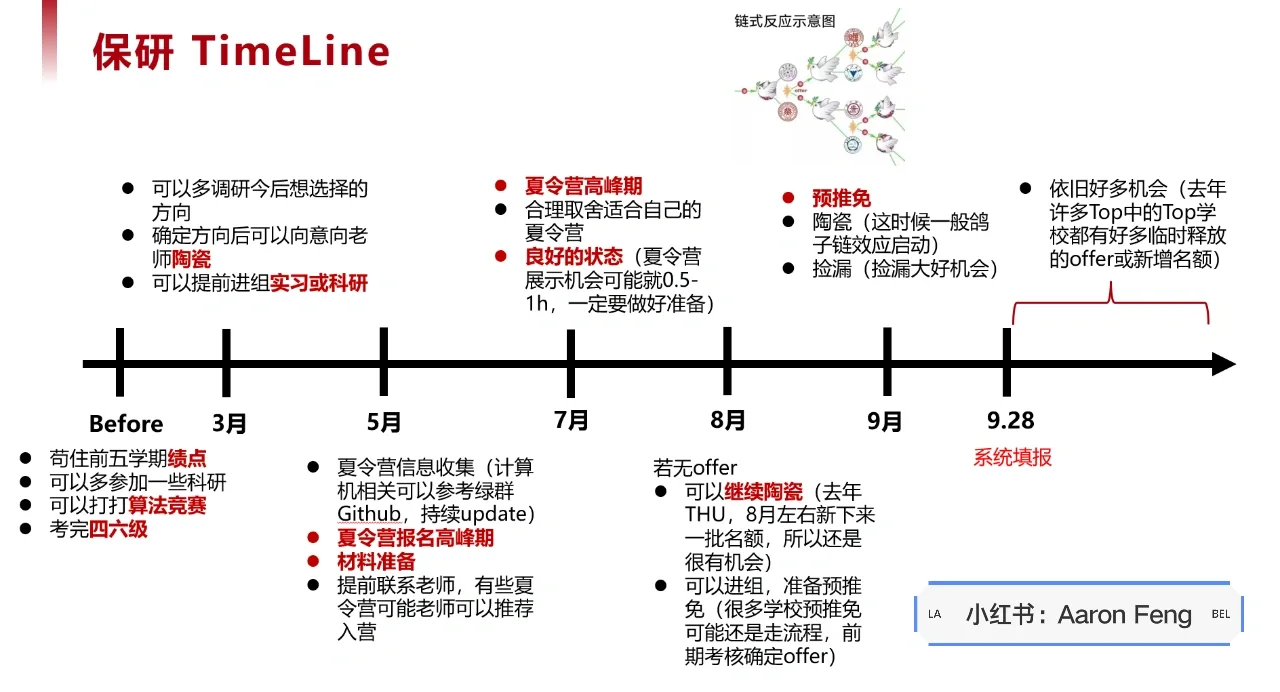 保研 TimeLine
链式反应示意图
offer
可以多调研今后想选择的
方向
确定方向后可以向意向老
师陶瓷
可以提前进组实习或科研
夏令营高峰期
合理取舍适合自己的
夏令营
良好的状态（夏令营
展示机会可能就0.5-
1h，一定要做好准备）
预推免
陶瓷（这时候一般鸽
子链效应启动）
捡漏（捡漏大好机会）
依旧好多机会（去年
许多Top中的Top学
校都有好多临时释放
的offer或新增名额）
Before
3月
5月
7月
8月
9月
9.28
系统填报
苟住前五学期绩点
可以多参加一些科研
可以打打算法竞赛
考完四六级
夏令营信息收集（计算
机相关可以参考绿群
Github，持续update）
夏令营报名高峰期
材料准备
提前联系老师，有些夏
令营可能老师可以推荐
入营
若无offer
可以继续陶瓷（去年
THU，8月左右新下来
一批名额，所以还是
很有机会）
可以进组，准备预推
免（很多学校预推免
可能还是走流程，前
期考核确定offer）
LA 小红书：Aaron Feng BEL